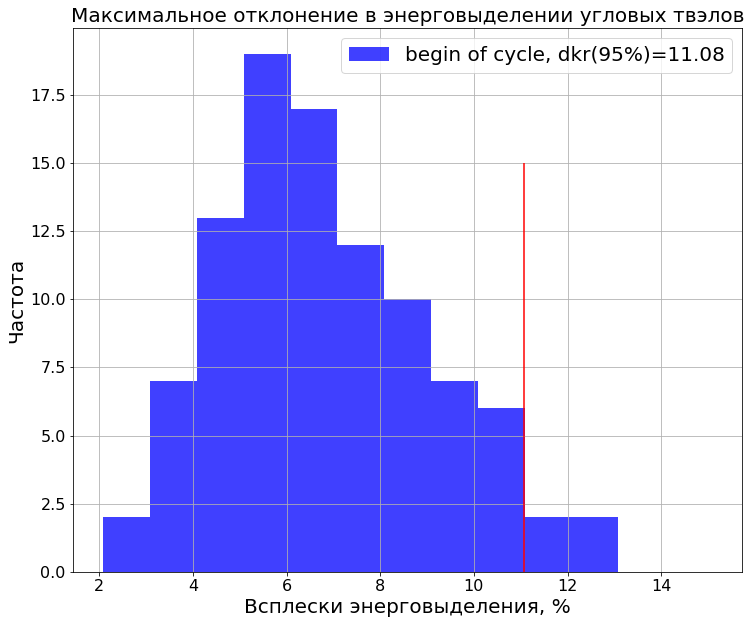 Максимальное отклонение в энерговыделении угловых твэлов
begin of cycle, dkr(95%)=11.08
17.5
15.0
12.5
10.0
7.5
5.0
2.5
0.0
Частота
2 4 6 8 10 12 14
Всплески энерговыделения, %